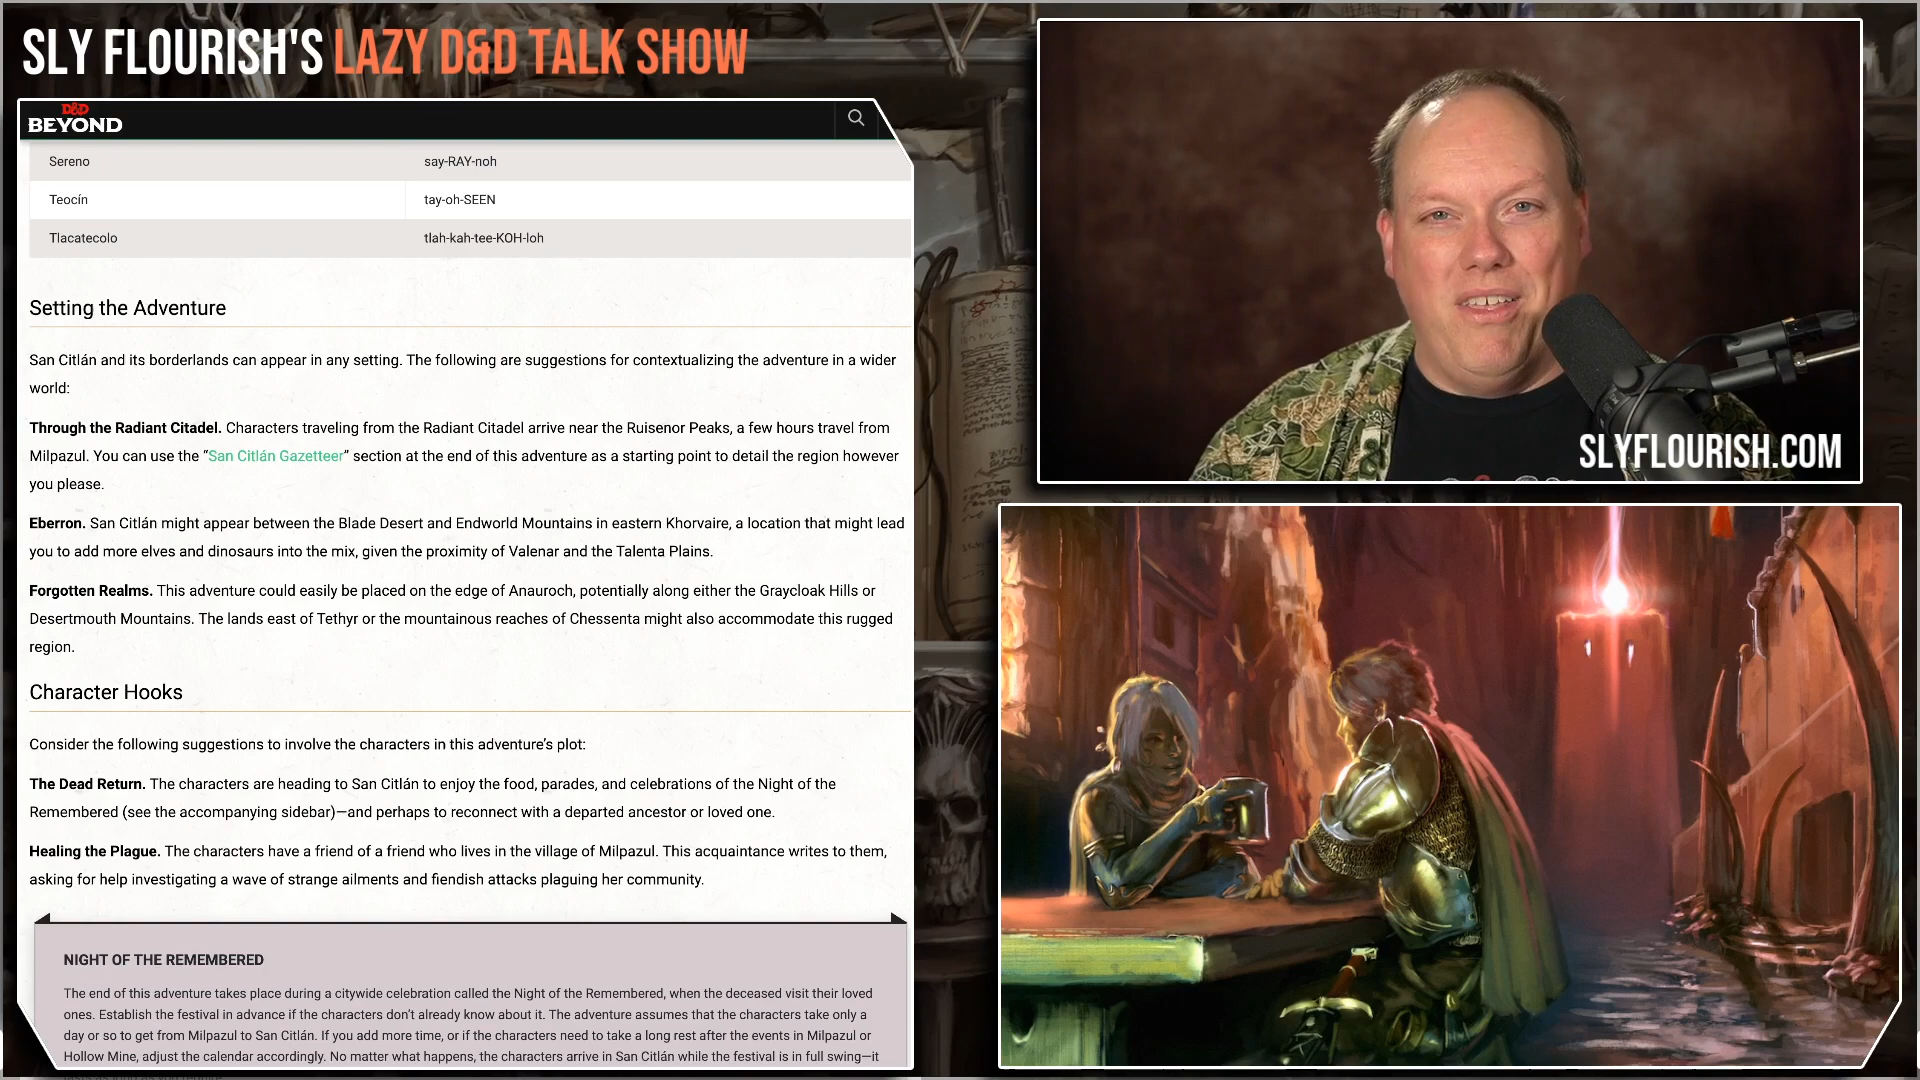 SLY FLOURISH'S LAZY D&D TALK SHOW
D&D
BEYOND
Sereno say-RAY-noh
Teocín tay-oh-SEEN
Tlacatecolo tlah-kah-tee-KOH-loh
Setting the Adventure
San Citlán and its borderlands can appear in any setting. The following are suggestions for contextualizing the adventure in a wider
world:
Through the Radiant Citadel. Characters traveling from the Radiant Citadel arrive near the Ruisenor Peaks, a few hours travel from
Milpazul. You can use the “San Citlán Gazetteer” section at the end of this adventure as a starting point to detail the region however
you please.
Eberron. San Citlán might appear between the Blade Desert and Endworld Mountains in eastern Khorvaire, a location that might lead
you to add more elves and dinosaurs into the mix, given the proximity of Valenar and the Talenta Plains.
Forgotten Realms. This adventure could easily be placed on the edge of Anauroch, potentially along either the Graycloak Hills or
Desertmouth Mountains. The lands east of Tethyr or the mountainous reaches of Chessenta might also accommodate this rugged
region.
Character Hooks
Consider the following suggestions to involve the characters in this adventure’s plot:
The Dead Return. The characters are heading to San Citlán to enjoy the food, parades, and celebrations of the Night of the
Remembered (see the accompanying sidebar)—and perhaps to reconnect with a departed ancestor or loved one.
Healing the Plague. The characters have a friend of a friend who lives in the village of Milpazul. This acquaintance writes to them,
asking for help investigating a wave of strange ailments and fiendish attacks plaguing her community.
NIGHT OF THE REMEMBERED
The end of this adventure takes place during a citywide celebration called the Night of the Remembered, when the deceased visit their loved
ones. Establish the festival in advance if the characters don’t already know about it. The adventure assumes that the characters take only a
day or so to get from Milpazul to San Citlán. If you add more time, or if the characters need to take a long rest after the events in Milpazul or
Hollow Mine, adjust the calendar accordingly. No matter what happens, the characters arrive in San Citlán while the festival is in full swing—it
SLYFLOURISH.COM